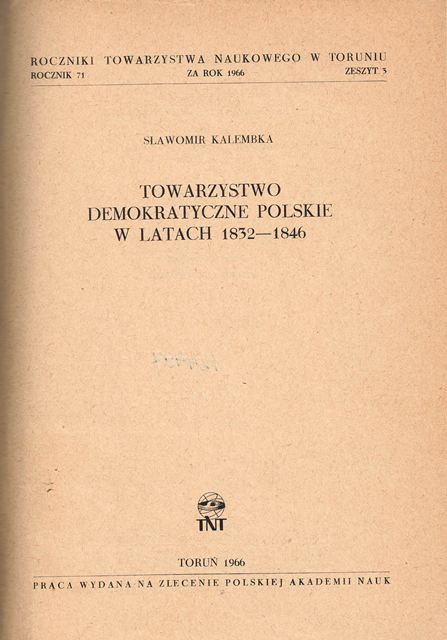 ROCZNIKI TOWARZYSTWA NAUKOWEGO W TORUNIU
ROCZNIK 71 ZA ROK 1966 ZESZYT 3
SŁAWOMIR KALEMBKA
TOWARZYSTWO
DEMOKRATYCZNE POLSKIE
W LATACH 1832—1846
TNT
TORUŃ 1966
PRACA WYDANA NA ZLECENIE POLSKIEJ AKADEMII NAUK